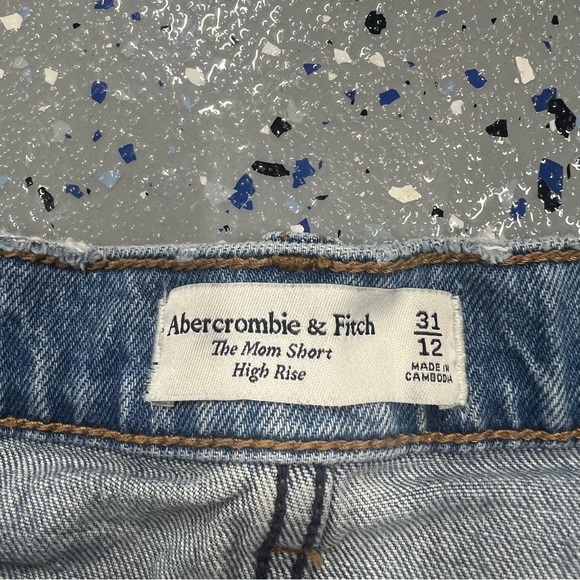 Abercrombie & Fitch
The Mom Short
High Rise
31
12
MADE IN
CAMBODIA